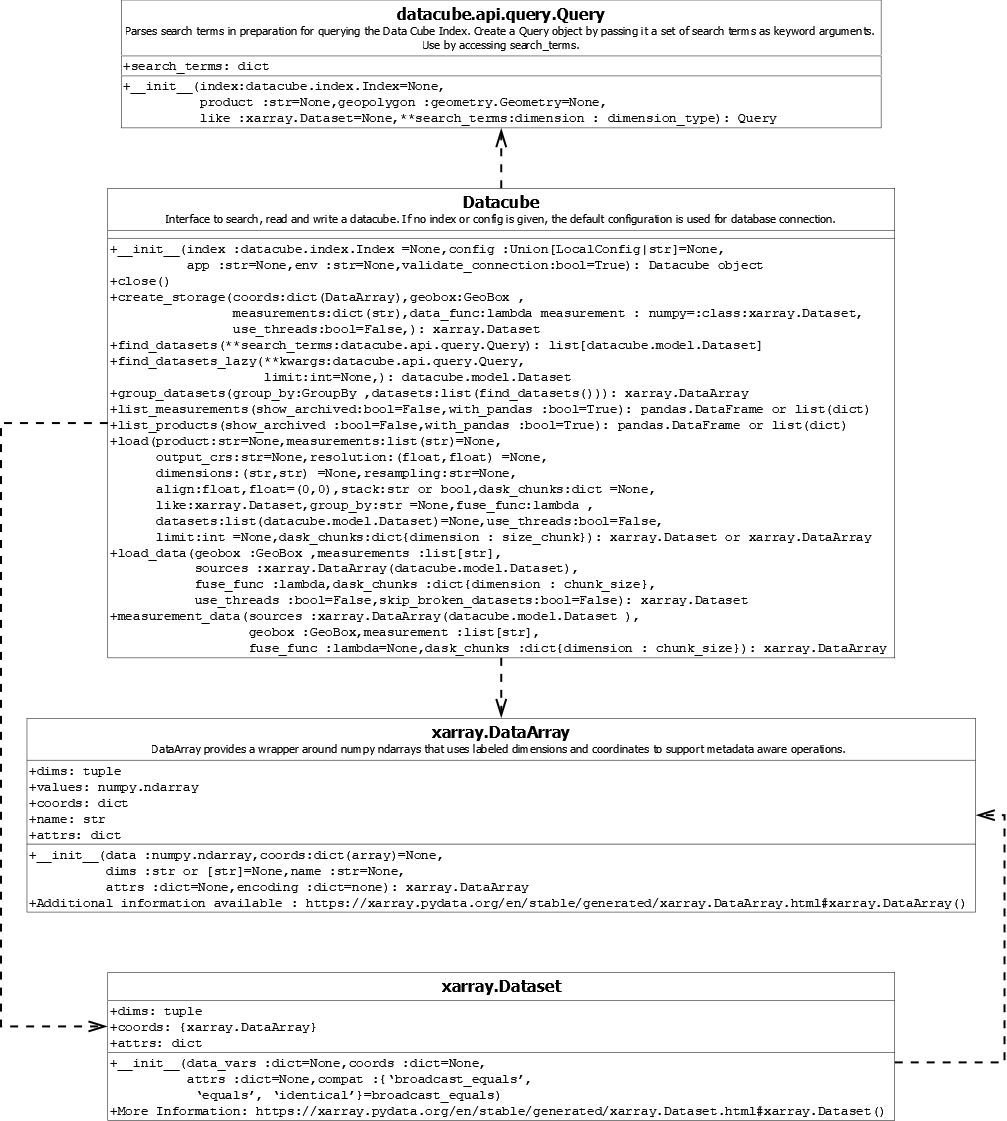 datacube.api.query.Query
Parses search terms in preparation for querying the Data Cube Index. Create a Query object by passing it a set of search terms as keyword arguments.
Use by accessing search_terms.
+search_terms: dict
+__init__(index:datacube.index.Index=None,
product :str=None,geopolygon :geometry.Geometry=None,
like :xarray.Dataset=None,**search_terms:dimension : dimension_type): Query
Datacube
Interface to search, read and write a datacube. If no index or config is given, the default configuration is used for database connection.
+__init__(index :datacube.index.Index =None,config :Union[LocalConfig|str]=None,
app :str=None,env :str=None,validate_connection:bool=True): Datacube object
+close()
+create_storage(coords:dict(DataArray),geobox:GeoBox ,
measurements:dict(str),data_func:lambda measurement : numpy=:class:xarray.Dataset,
use_threads:bool=False,): xarray.Dataset
+find_datasets(**search_terms:datacube.api.query.Query): list[datacube.model.Dataset]
+find_datasets_lazy(**kwargs:datacube.api.query.Query,
limit:int=None,): datacube.model.Dataset
+group_datasets(group_by:GroupBy ,datasets:list(find_datasets())): xarray.DataArray
+list_measurements(show_archived:bool=False,with_pandas :bool=True): pandas.DataFrame or list(dict)
+list_products(show_archived :bool=False,with_pandas :bool=True): pandas.DataFrame or list(dict)
+load(product:str=None,measurements:list(str)=None,
output_crs:str=None,resolution:(float,float) =None,
dimensions:(str,str) =None,resampling:str=None,
align:float,float=(0,0),stack:str or bool,dask_chunks:dict =None,
like:xarray.Dataset,group_by:str =None,fuse_func:lambda ,
datasets:list(datacube.model.Dataset)=None,use_threads:bool=False,
limit:int =None,dask_chunks:dict{dimension : size_chunk}): xarray.Dataset or xarray.DataArray
+load_data(geobox :GeoBox ,measurements :list[str],
sources :xarray.DataArray(datacube.model.Dataset),
fuse_func :lambda,dask_chunks :dict{dimension : chunk_size},
use_threads :bool=False,skip_broken_datasets:bool=False): xarray.Dataset
+measurement_data(sources :xarray.DataArray(datacube.model.Dataset ),
geobox :GeoBox,measurement :list[str],
fuse_func :lambda=None,dask_chunks :dict{dimension : chunk_size}): xarray.DataArray
xarray.DataArray
DataArray provides a wrapper around numpy ndarrays that uses labeled dimensions and coordinates to support metadata aware operations.
+dims: tuple
+values: numpy.ndarray
+coords: dict
+name: str
+attrs: dict
+__init__(data :numpy.ndarray,coords:dict(array)=None,
dims :str or [str]=None,name :str=None,
attrs :dict=None,encoding :dict=none): xarray.DataArray
+Additional information available : https://xarray.pydata.org/en/stable/generated/xarray.DataArray.html#xarray.DataArray()
xarray.Dataset
+dims: tuple
+coords: {xarray.DataArray}
+attrs: dict
+__init__(data_vars :dict=None,coords :dict=None,
attrs :dict=None,compat :{‘broadcast_equals’,
‘equals’, ‘identical’}=broadcast_equals)
+More Information: https://xarray.pydata.org/en/stable/generated/xarray.Dataset.html#xarray.Dataset()